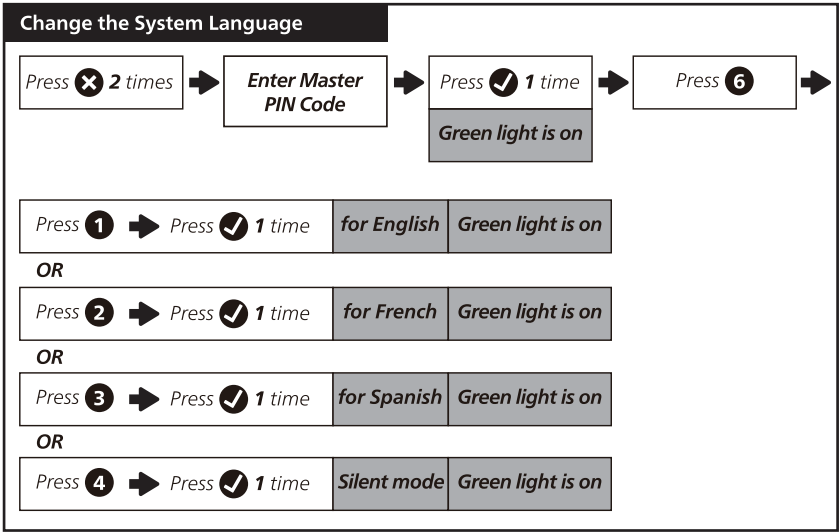 Change the System Language
Press ✖ 2 times
Enter Master
PIN Code
Press ✔ 1 time
Green light is on
Press 6
Press 1 Press ✔ 1 time for English Green light is on
OR
Press 2 Press ✔ 1 time for French Green light is on
OR
Press 3 Press ✔ 1 time for Spanish Green light is on
OR
Press 4 Press ✔ 1 time Silent mode Green light is on